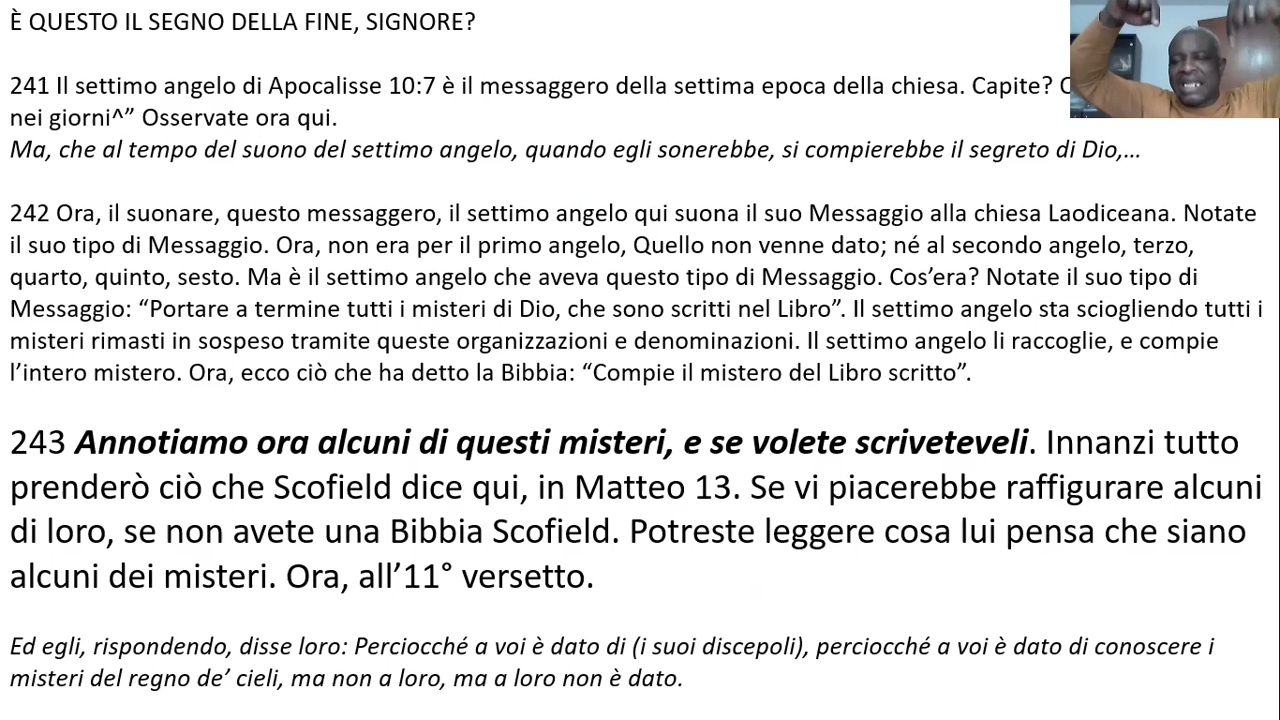 È QUESTO IL SEGNO DELLA FINE, SIGNORE?
241 Il settimo angelo di Apocalisse 10:7 è il messaggero della settima epoca della chiesa. Capite?
nei giorni^” Osservate ora qui.
Ma, che al tempo del suono del settimo angelo, quando egli sonerebbe, si compierebbe il segreto di Dio,...
242 Ora, il suonare, questo messaggero, il settimo angelo qui suona il suo Messaggio alla chiesa Laodiceana. Notate
il suo tipo di Messaggio. Ora, non era per il primo angelo, Quello non venne dato; né al secondo angelo, terzo,
quarto, quinto, sesto. Ma è il settimo angelo che aveva questo tipo di Messaggio. Cos’era? Notate il suo tipo di
Messaggio: “Portare a termine tutti i misteri di Dio, che sono scritti nel Libro”. Il settimo angelo sta sciogliendo tutti i
misteri rimasti in sospeso tramite queste organizzazioni e denominazioni. Il settimo angelo li raccoglie, e compie
l’intero mistero. Ora, ecco ciò che ha detto la Bibbia: “Compie il mistero del Libro scritto”.
243 Annotiamo ora alcuni di questi misteri, e se volete scriveteveli. Innanzi tutto
prenderò ciò che Scofield dice qui, in Matteo 13. Se vi piacerebbe raffigurare alcuni
di loro, se non avete una Bibbia Scofield. Potreste leggere cosa lui pensa che siano
alcuni dei misteri. Ora, all’11° versetto.
Ed egli, rispondendo, disse loro: Perciocché a voi è dato di (i suoi discepoli), perciocché a voi è dato di conoscere i
misteri del regno de’ cieli, ma non a loro, ma a loro non è dato.